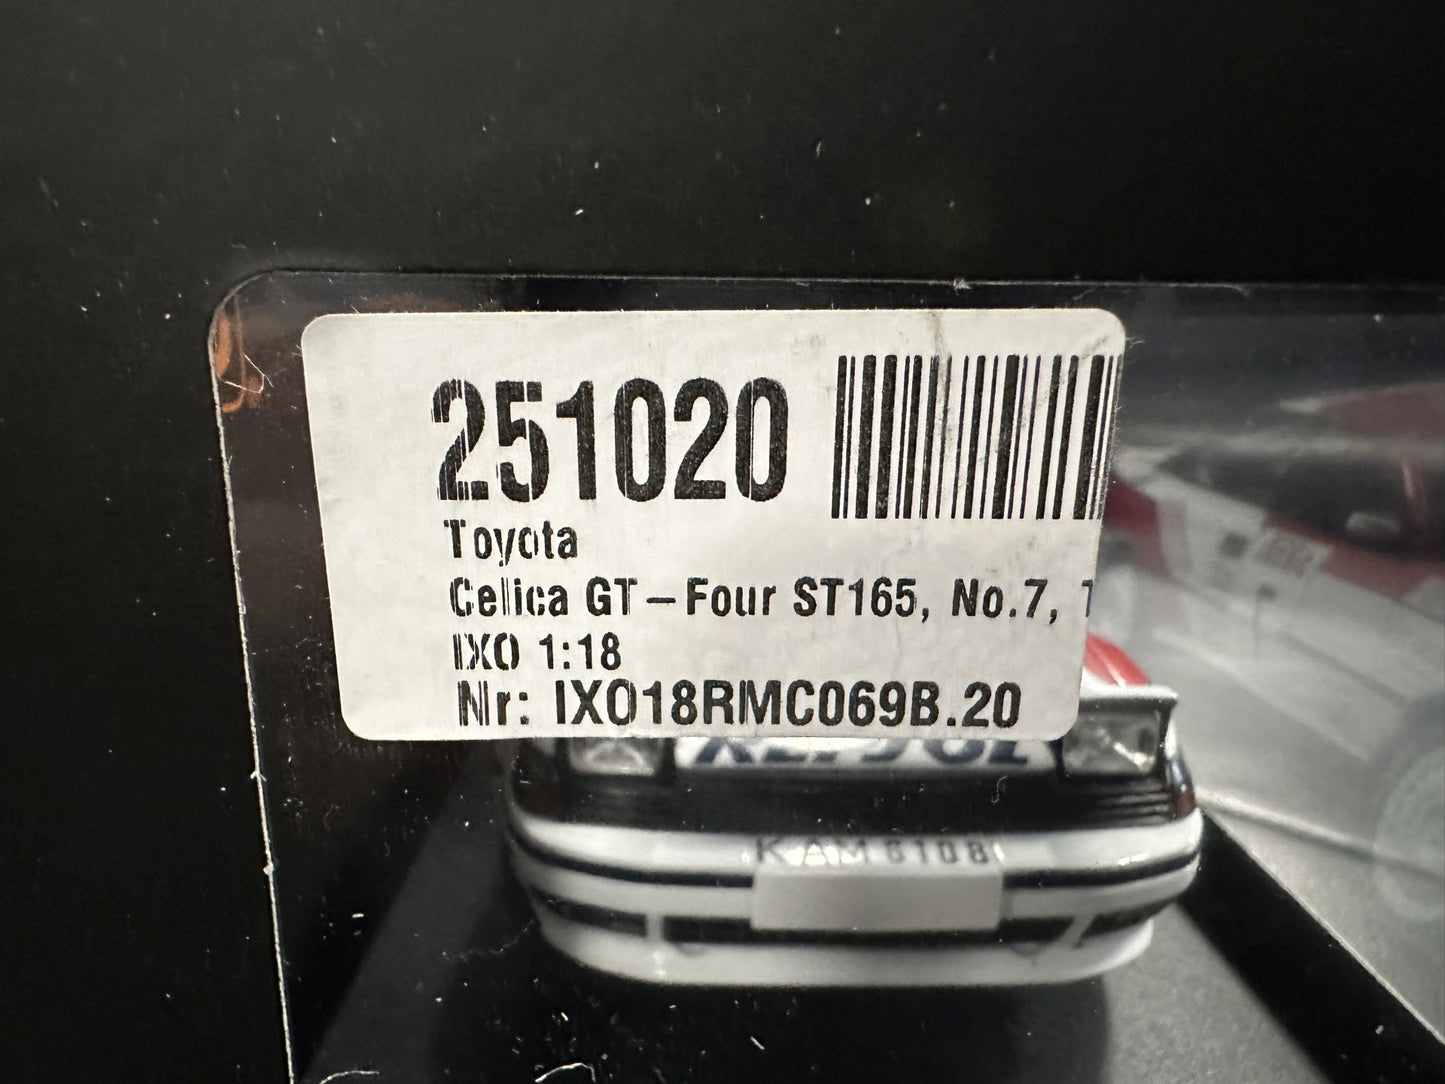 251020
Toyota
Celica GT-Four ST165, No.7,
IXO 1:18
Nr: IXO18RMC069B.20